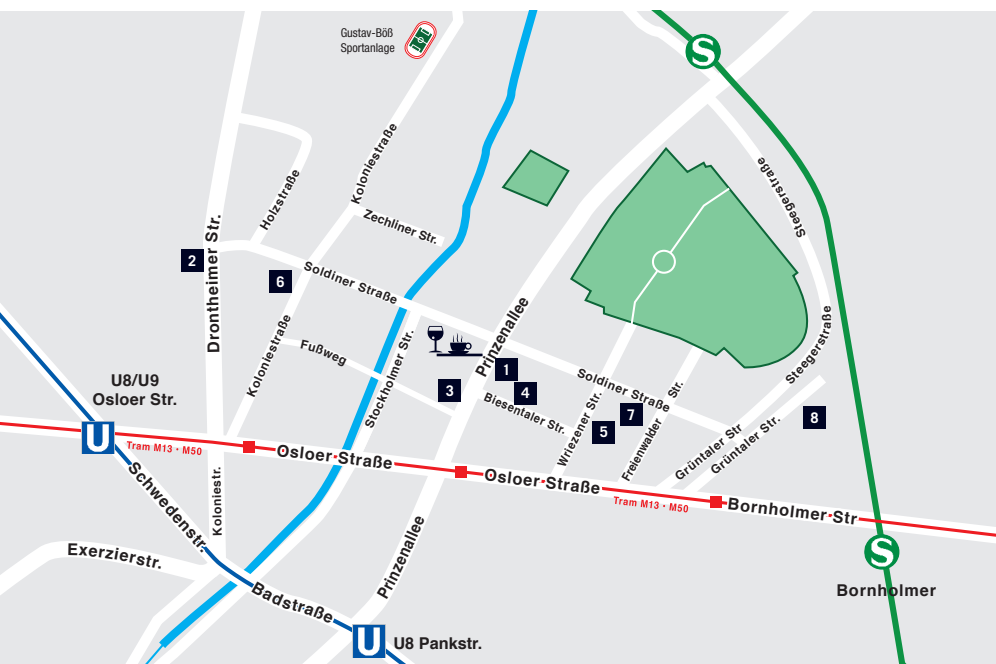 Gustav-Böß
Sportanlage
S
Koloniestraße
Holzstraße
Steegerstraße
Zechliner Str.
Drontheimer Str.
2
6
Soldiner Straße
Prinzenallee
Steegerstraße
Koloniestraße
Fußweg
Stockholmer Str.
1
3
4
U8/U9
Osloer Str.
Soldiner Straße
Biesentaler Str.
Wriezener Str.
Freienwalder Str.
7
5
8
Grüntaler Str
Grüntaler Str.
U
Tram M13 • M50
Osloer Straße
Osloer Straße
Tram M13 • M50
Bornholmer Str
Schwedenstr.
Koloniestr.
Prinzenallee
Exerzierstr.
S
Bornholmer
Badstraße
U
U8 Pankstr.